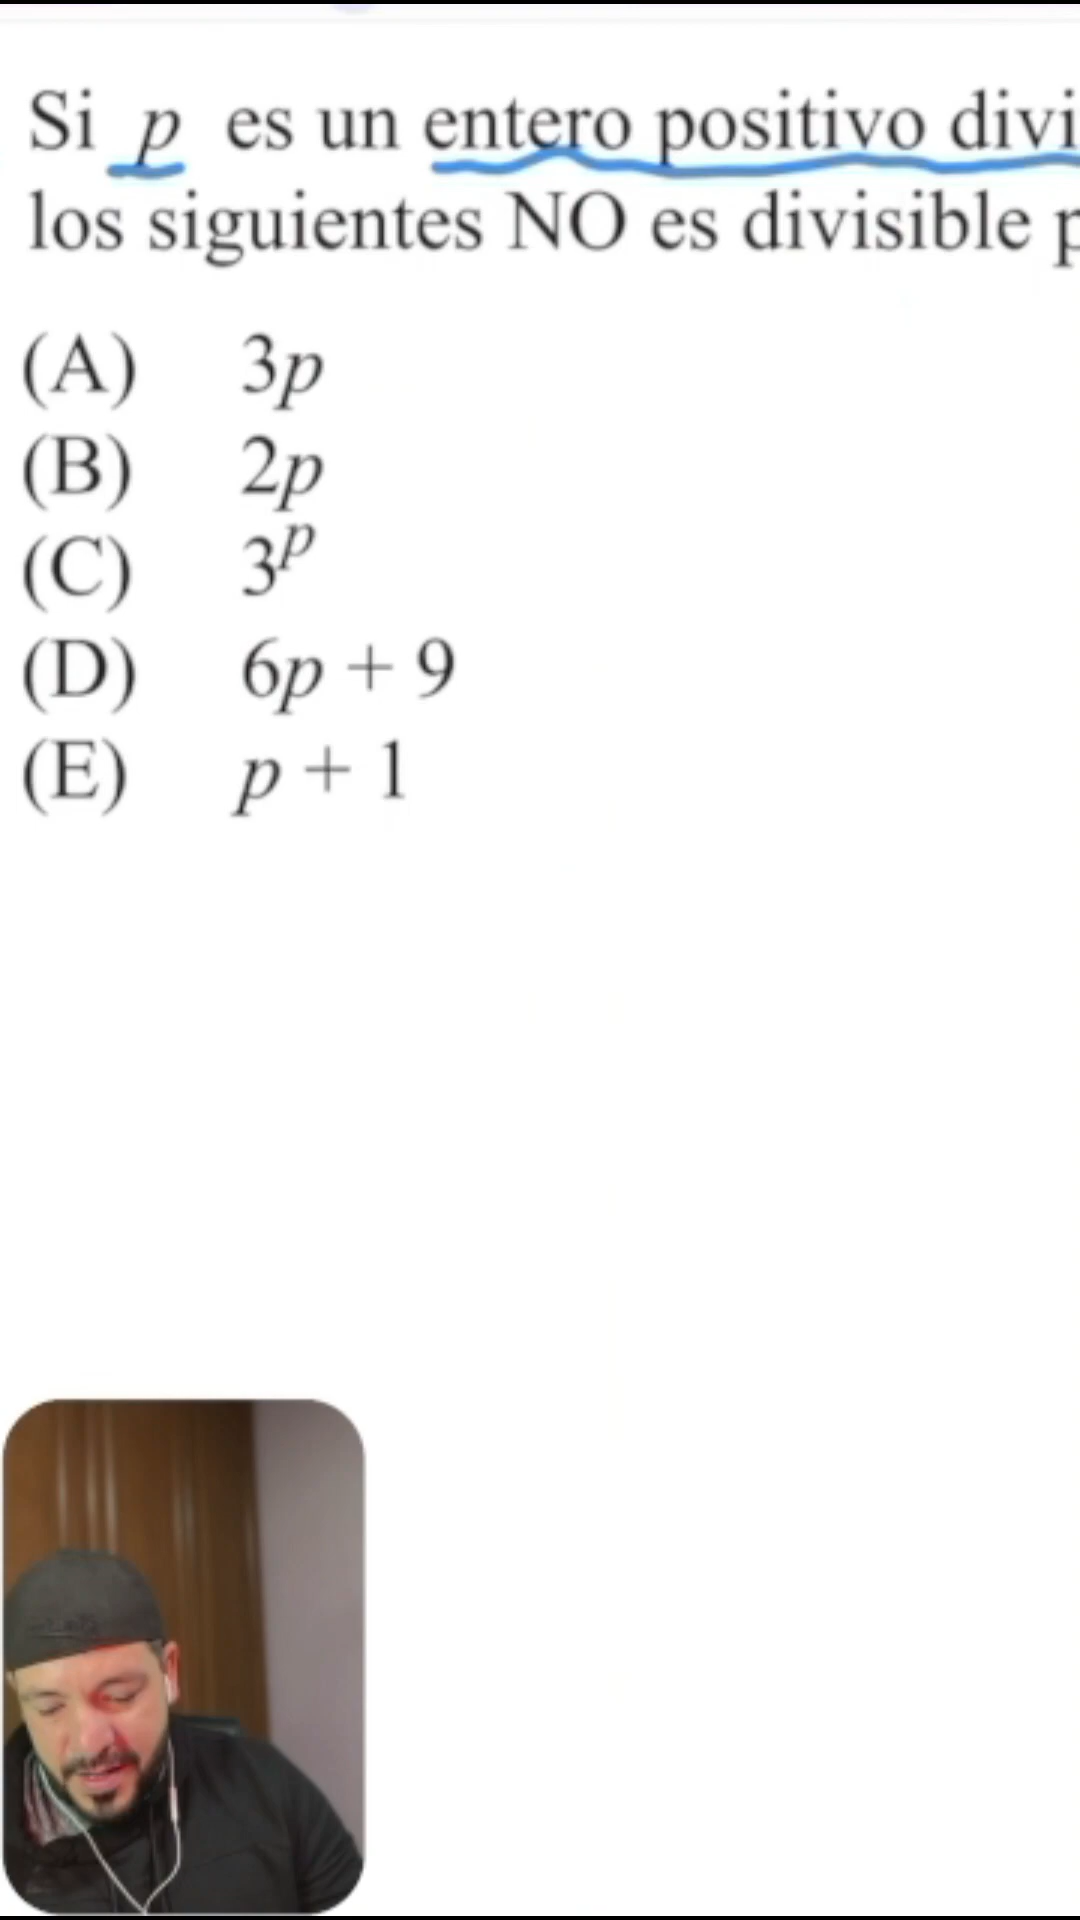 Si p es un entero positivo divi
los siguientes NO es divisible p
(A) 3p
(B) 2p
(C) 3^p
(D) 6p + 9
(E) p + 1